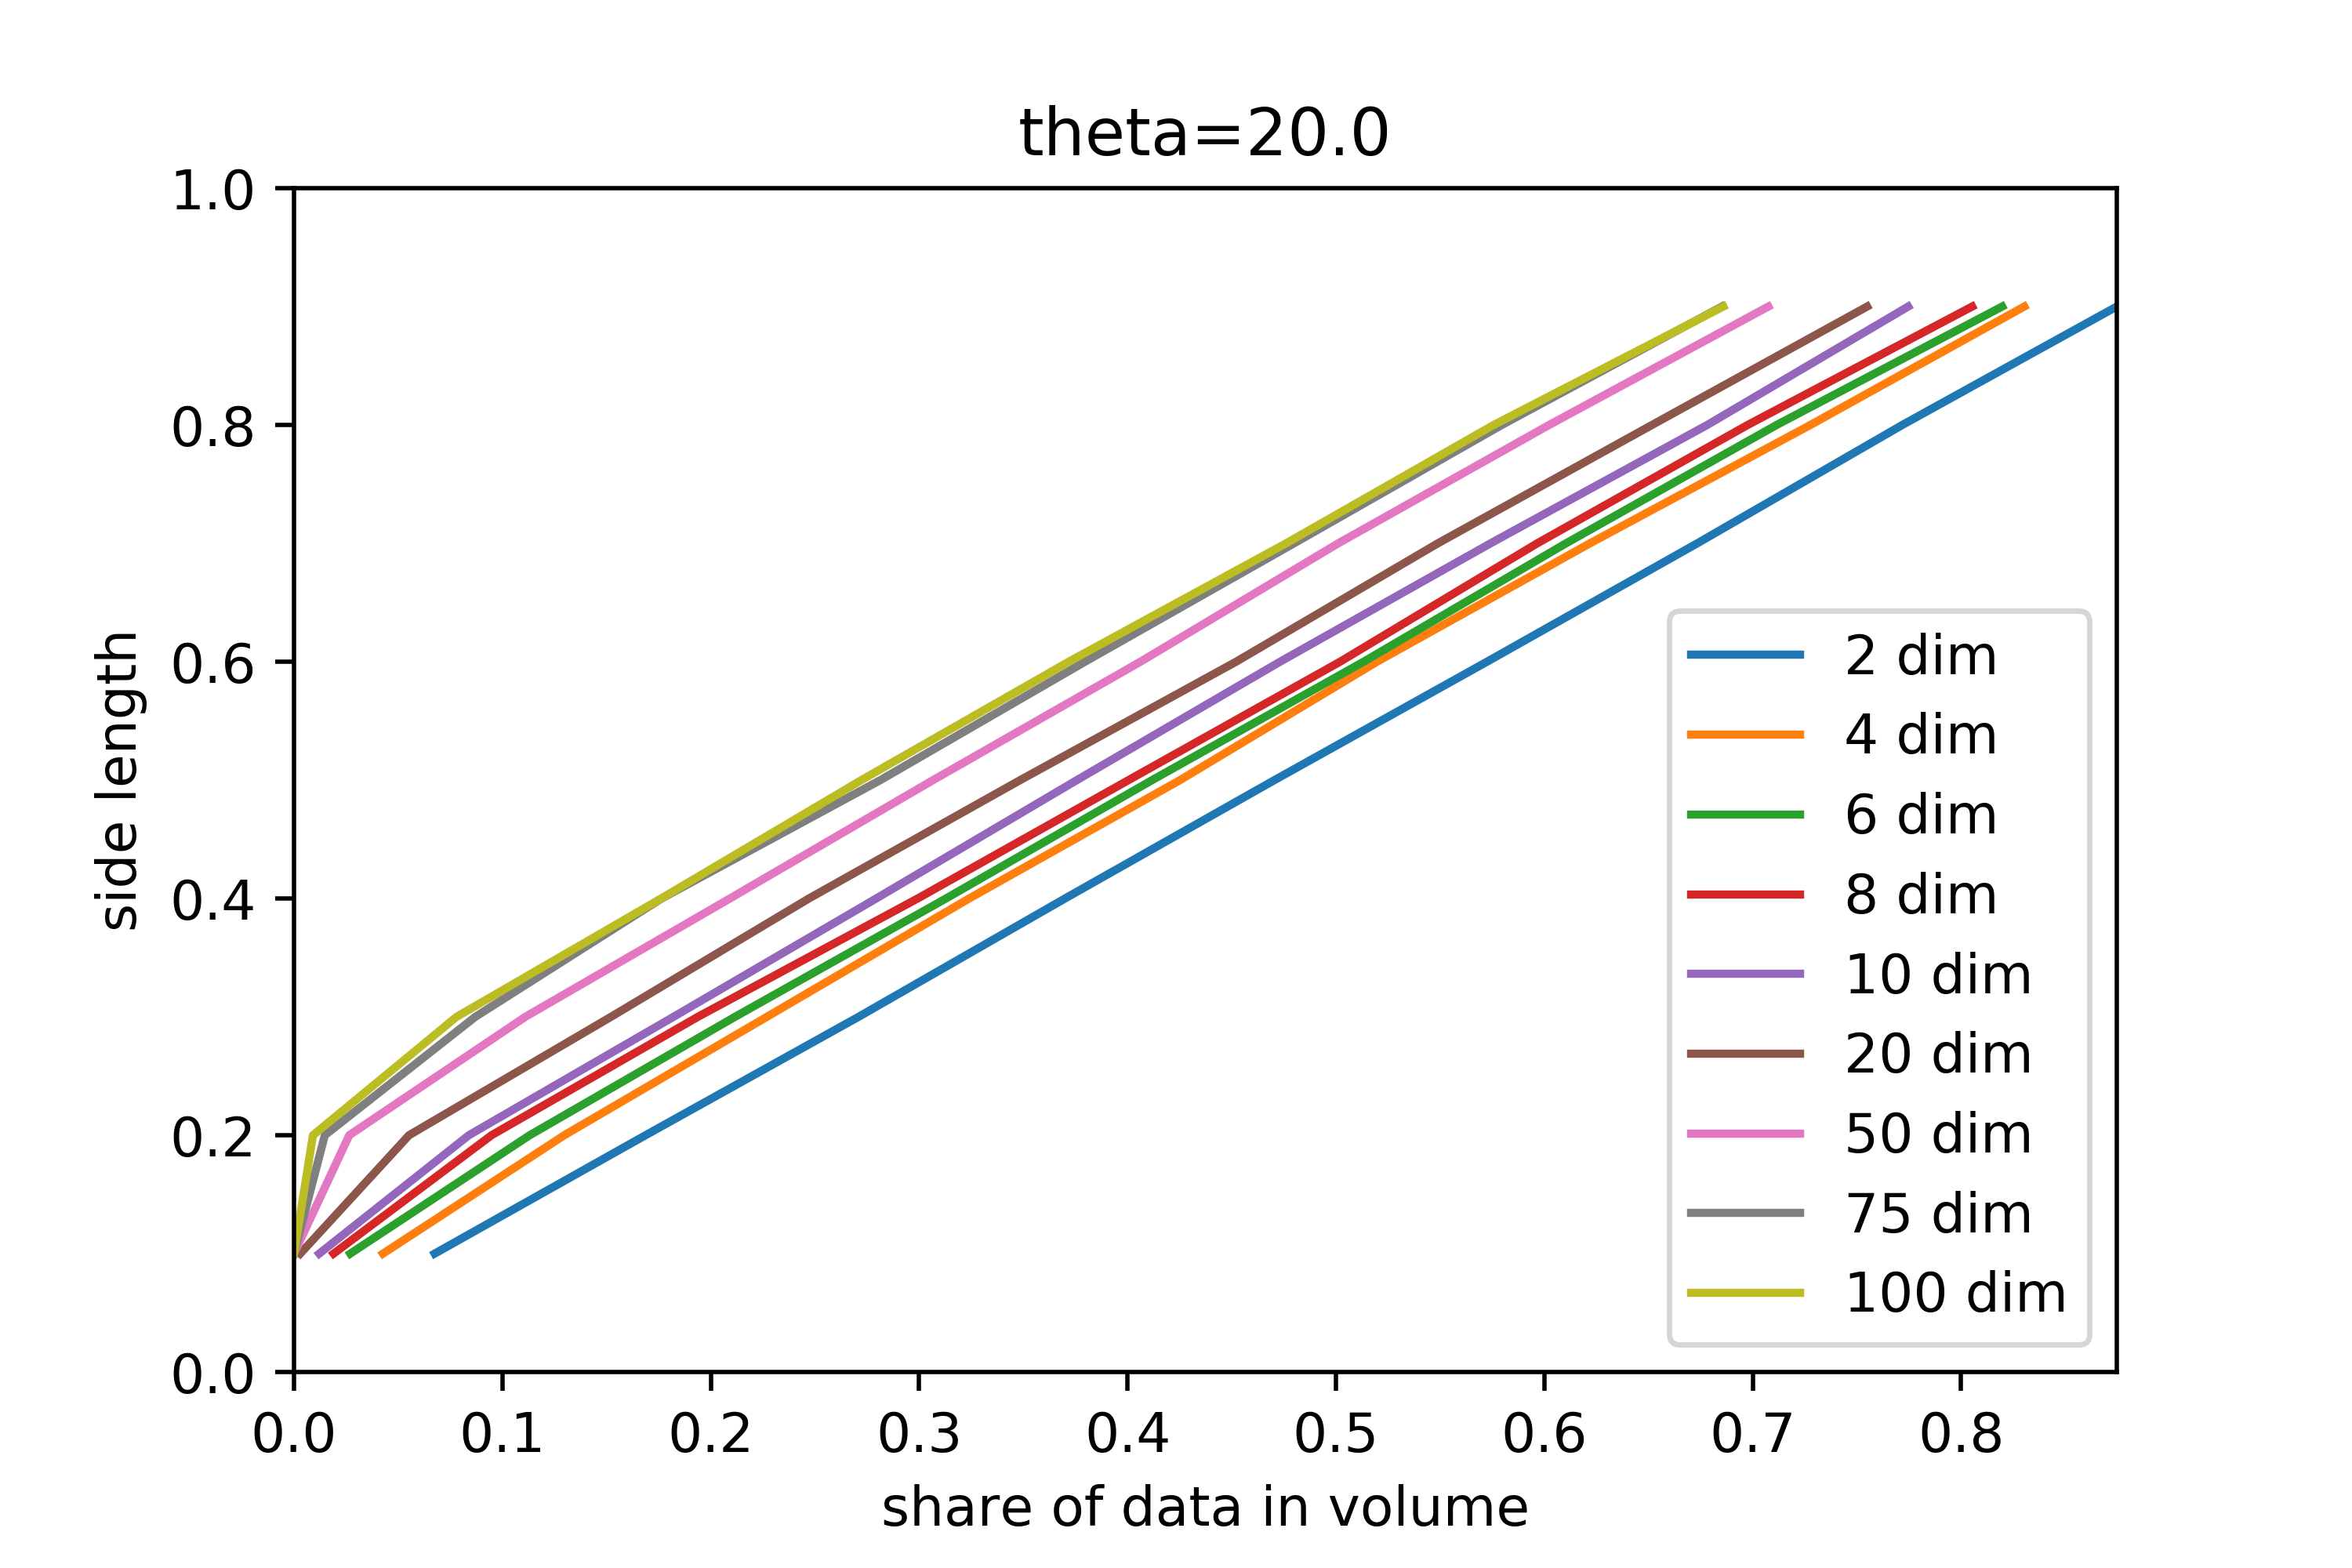 theta=20.0
1.0
0.8
0.6
0.4
0.2
0.0
side length
0.0 0.1 0.2 0.3 0.4 0.5 0.6 0.7 0.8
share of data in volume
2 dim
4 dim
6 dim
8 dim
10 dim
20 dim
50 dim
75 dim
100 dim